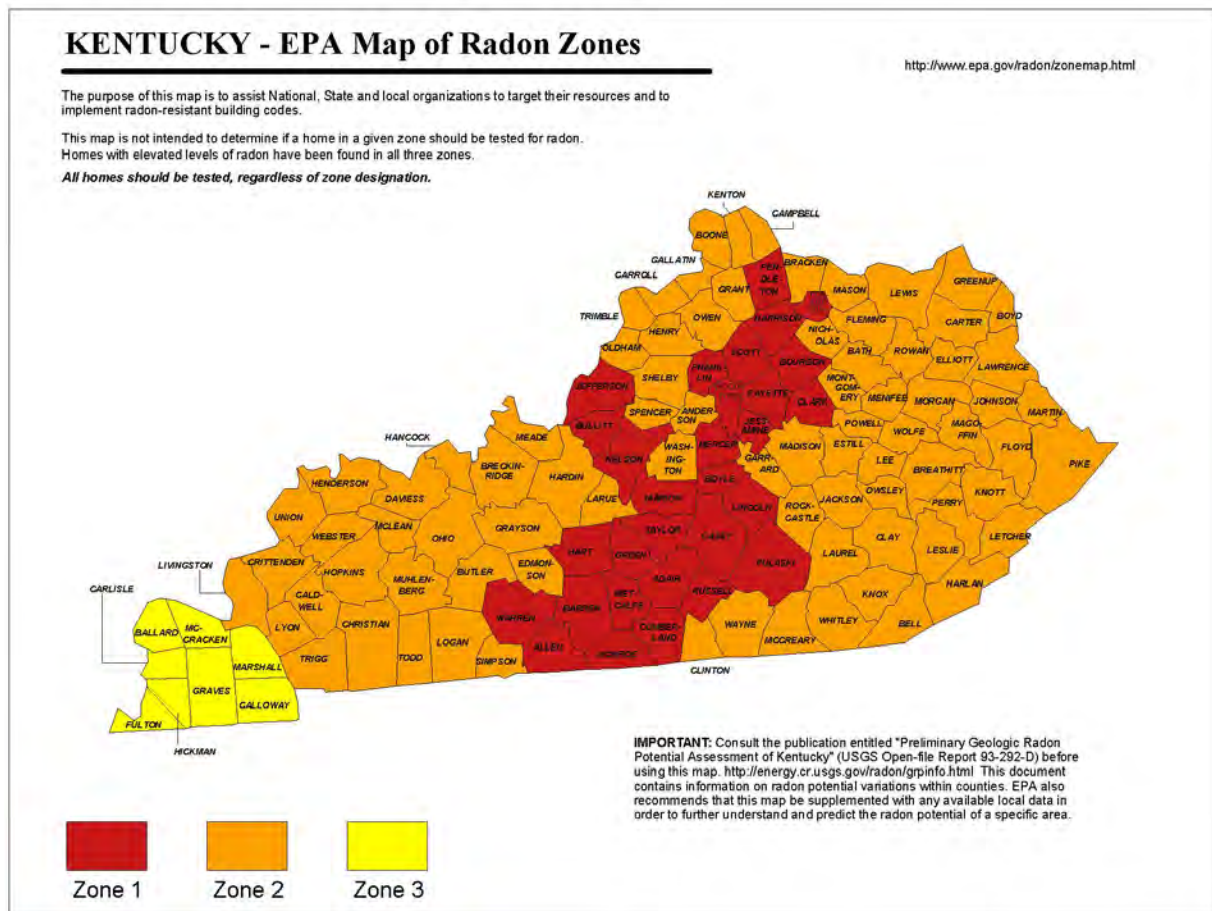 KENTUCKY - EPA Map of Radon Zones
http://www.epa.gov/radon/zonemap.html
The purpose of this map is to assist National, State and local organizations to target their resources and to
implement radon-resistant building codes.
This map is not intended to determine if a home in a given zone should be tested for radon.
Homes with elevated levels of radon have been found in all three zones.
All homes should be tested, regardless of zone designation.
KENTON
CAMPBELL
BOONE
GALLATIN
CARROLL
GRANT
PEN-
DLE-
TON
BRACKEN
MASON
LEWIS
GREENUP
TRIMBLE
HENRY
OWEN
HARRISON
NICH-
OLAS
FLEMING
CARTER
BOYD
OLDHAM
SHELBY
FRANK-
LIN
SCOTT
BOURBON
BATH
ROWAN
ELLIOTT
LAWRENCE
JEFFERSON
SPENCER
ANDER-
SON
FAYETTE
CLARK
MONT-
GOM-
ERY
MENIFEE
MORGAN
JOHNSON
MARTIN
BULLITT
NELSON
WASH-
INGTON
MERCER
JESS-
AMINE
MADISON
POWELL
ESTILL
WOLFE
MAGO-
FFIN
FLOYD
PIKE
HANCOCK
MEADE
BRECKIN-
RIDGE
HARDIN
LARUE
MARION
BOYLE
GARR-
ARD
LEE
BREATHITT
KNOTT
HENDERSON
DAVIESS
UNION
WEBSTER
MCLEAN
OHIO
GRAYSON
LINCOLN
ROCK-
CASTLE
JACKSON
OWSLEY
PERRY
LETCHER
HART
TAYLOR
GREEN
CASEY
PULASKI
LAUREL
CLAY
LESLIE
HARLAN
LIVINGSTON
CRITTENDEN
HOPKINS
MUHLEN-
BERG
BUTLER
EDMON-
SON
ADAIR
RUSSELL
KNOX
BELL
CARLISLE
CALD-
WELL
CHRISTIAN
WARREN
BARREN
MET-
CALFE
CUMBER-
LAND
WAYNE
MCCREARY
WHITLEY
BALLARD
MC-
CRACKEN
LYON
TRIGG
TODD
LOGAN
SIMPSON
ALLEN
MONROE
CLINTON
MARSHALL
GRAVES
CALLOWAY
FULTON
HICKMAN
IMPORTANT: Consult the publication entitled "Preliminary Geologic Radon
Potential Assessment of Kentucky" (USGS Open-file Report 93-292-D) before
using this map. http://energy.cr.usgs.gov/radon/grpinfo.html This document
contains information on radon potential variations within counties. EPA also
recommends that this map be supplemented with any available local data in
order to further understand and predict the radon potential of a specific area.
Zone 1
Zone 2
Zone 3